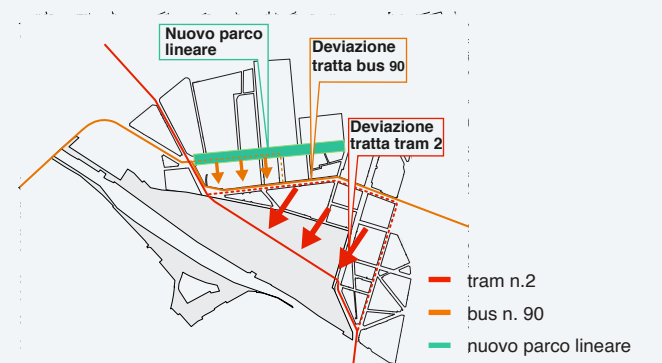 Nuovo parco
lineare
Deviazione
tratta bus 90
Deviazione
tratta tram 2
tram n.2
bus n. 90
nuovo parco lineare